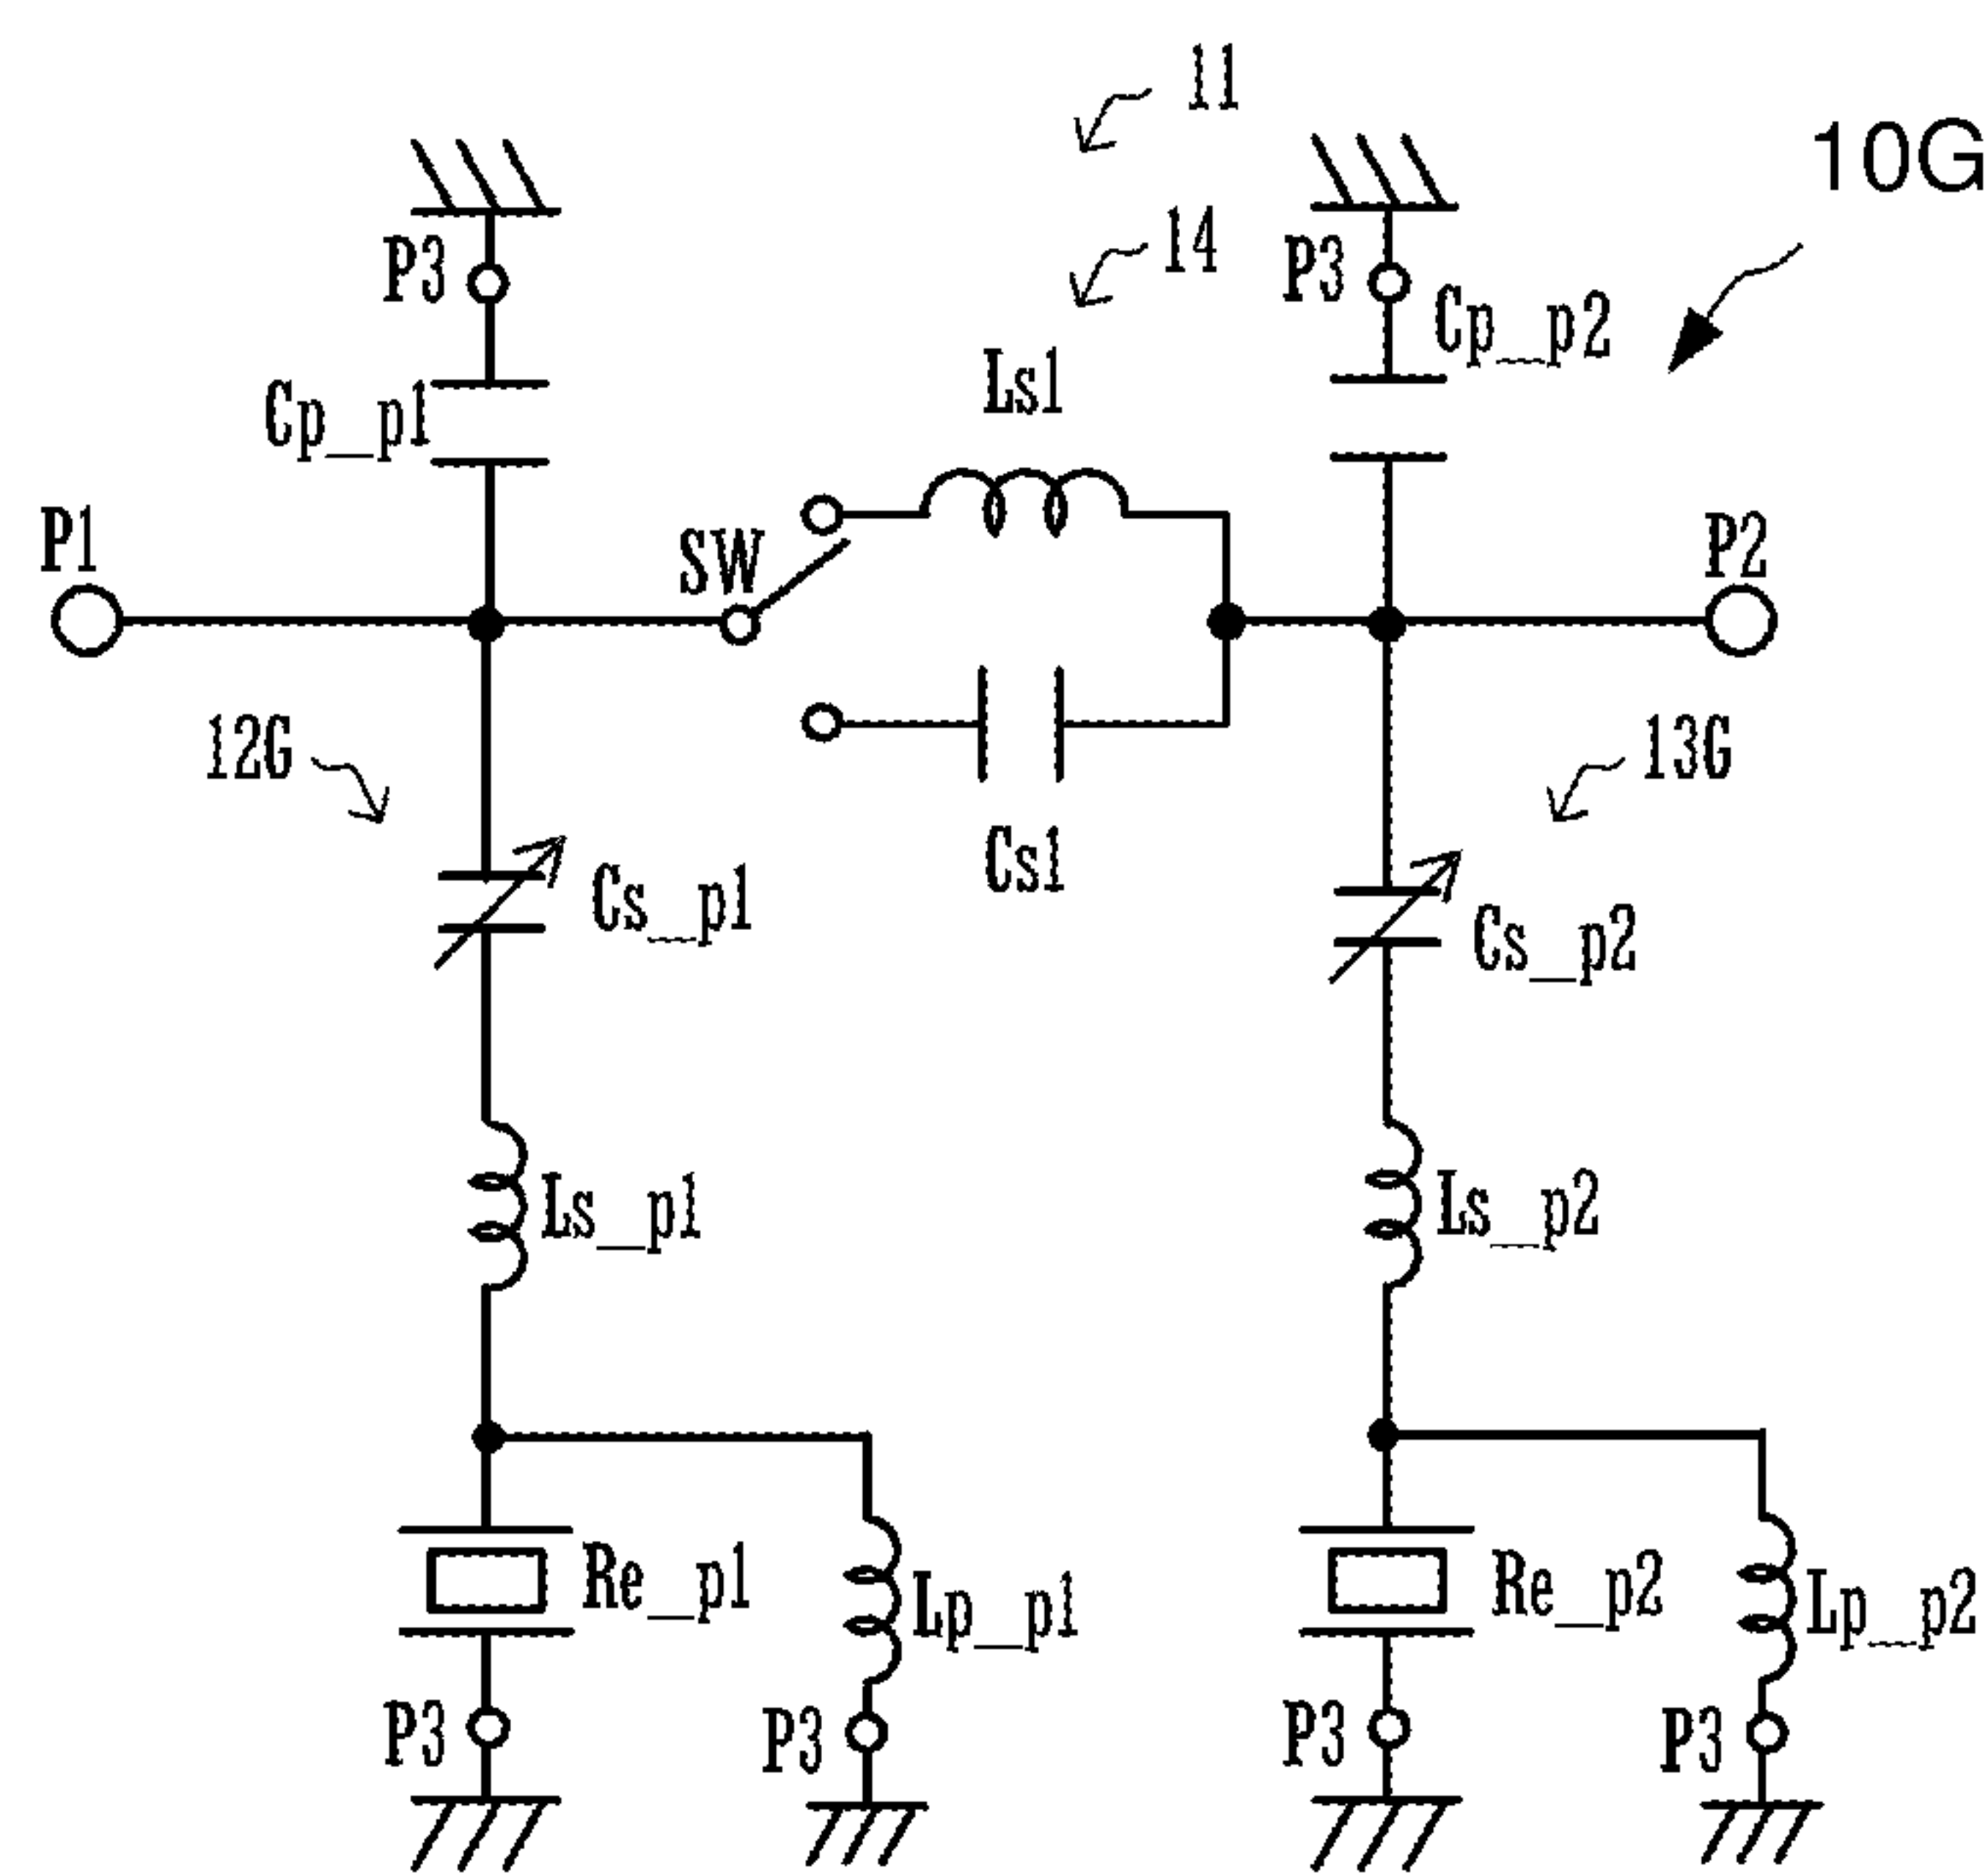 11
10G
14
P3
P3
Cp_p2
Ls1
Cp_p1
P1
SW
P2
12G
13G
Cs1
Cs_p1
Cs_p2
Ls_p1
Ls_p2
Re_p1
Lp_p1
Re_p2
Lp_p2
P3
P3
P3
P3